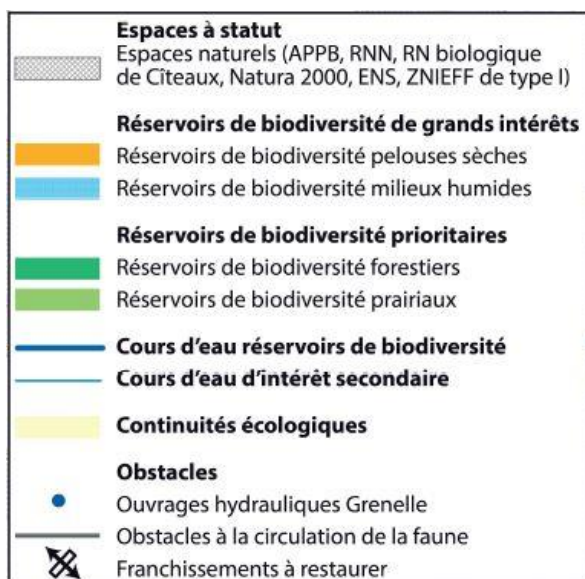 Espaces à statut
Espaces naturels (APPB, RNN, RN biologique
de Cîteaux, Natura 2000, ENS, ZNIEFF de type I)
Réservoirs de biodiversité de grands intérêts
Réservoirs de biodiversité pelouses sèches
Réservoirs de biodiversité milieux humides
Réservoirs de biodiversité prioritaires
Réservoirs de biodiversité forestiers
Réservoirs de biodiversité prairiaux
Cours d'eau réservoirs de biodiversité
Cours d'eau d'intérêt secondaire
Continuités écologiques
Obstacles
Ouvrages hydrauliques Grenelle
Obstacles à la circulation de la faune
Franchissements à restaurer